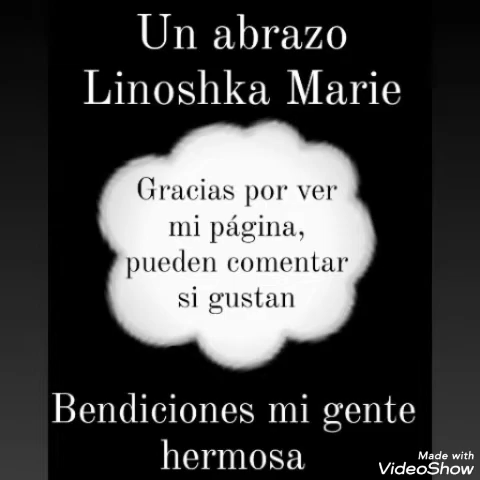 Un abrazo
Linoshka Marie
Gracias por ver
mi página,
pueden comentar
si gustan
Bendiciones mi gente
hermosa
Made with
VideoShow